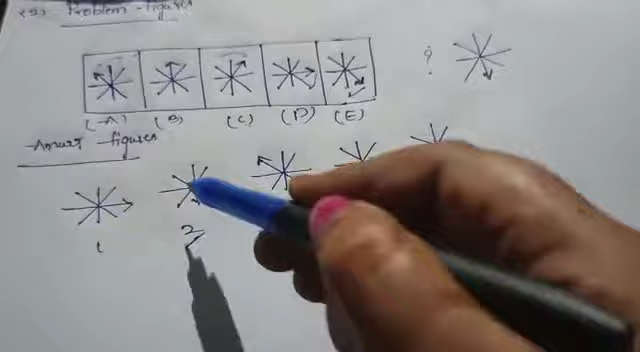 Problem - figures
?
(A) (B) (C) (D) (E)
Answer figures
1 2